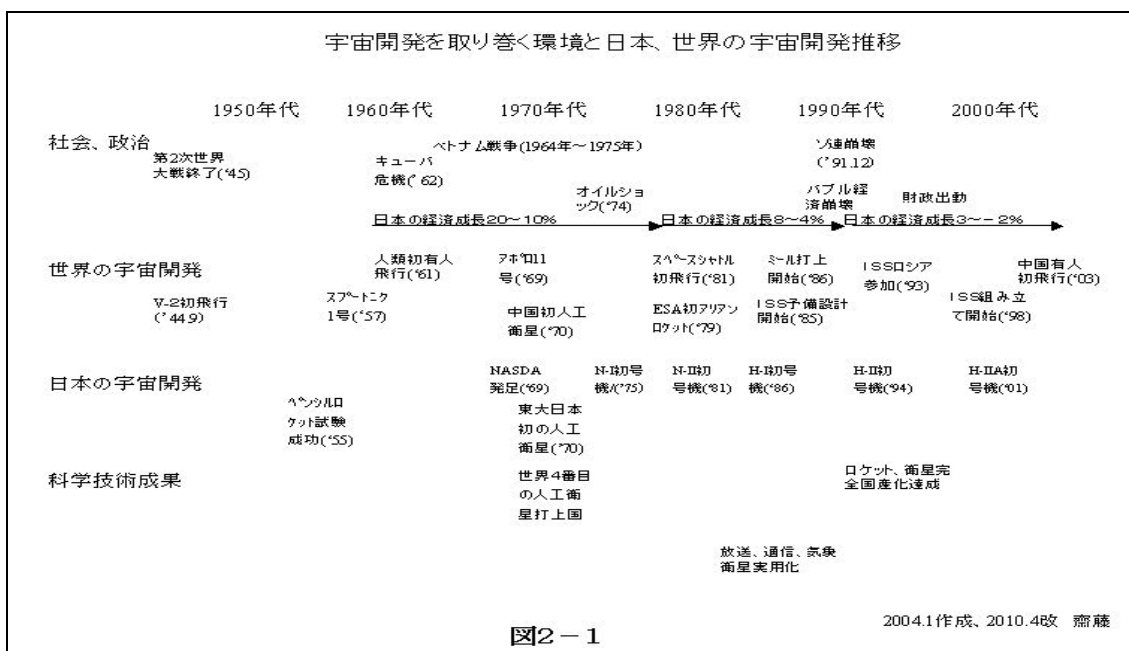 宇宙開発を取り巻く環境と日本、世界の宇宙開発推移
1950年代 1960年代 1970年代 1980年代 1990年代 2000年代
社会、政治
第2次世界
大戦終了('45)
キューバ
危機('62)
ベトナム戦争(1964年～1975年)
オイルショ
ック('74)
ソ連崩壊
('91.12)
バブル経
済崩壊
財政出動
日本の経済成長20～10%
日本の経済成長8～4%
日本の経済成長3～－2%
世界の宇宙開発
V-2初飛行
('44.9)
スプートニク
1号('57)
人類初有人
飛行('61)
アポロ11
号('69)
中国初人工
衛星('70)
スペースシャトル
初飛行('81)
ESA初アリアン
ロケット('79)
ミール打上
開始('86)
ISS予備設計
開始('85)
ISSロシア
参加('93)
ISS組み立
て開始('98)
中国有人
初飛行('03)
日本の宇宙開発
ペンシルロ
ケット試験
成功('55)
NASDA
発足('69)
東大日本
初の人工
衛星('70)
N-I初号
機/('75)
N-II初
号機('81)
H-I初号
機('86)
H-II初
号機('94)
H-IIA初
号機('01)
科学技術成果
世界4番目
の人工衛
星打上国
放送、通信、気象
衛星実用化
ロケット、衛星完
全国産化達成
2004.1作成、2010.4改 齋藤
図2－1